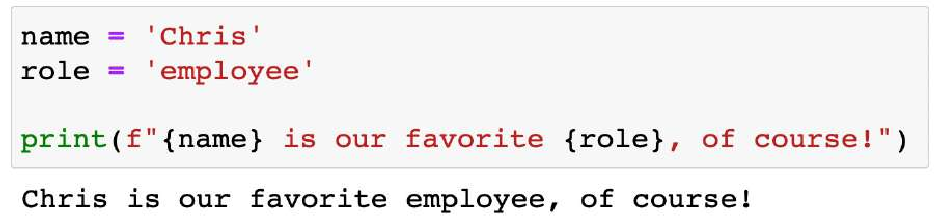 name = 'Chris'
role = 'employee'
print(f"{name} is our favorite {role}, of course!")
Chris is our favorite employee, of course!